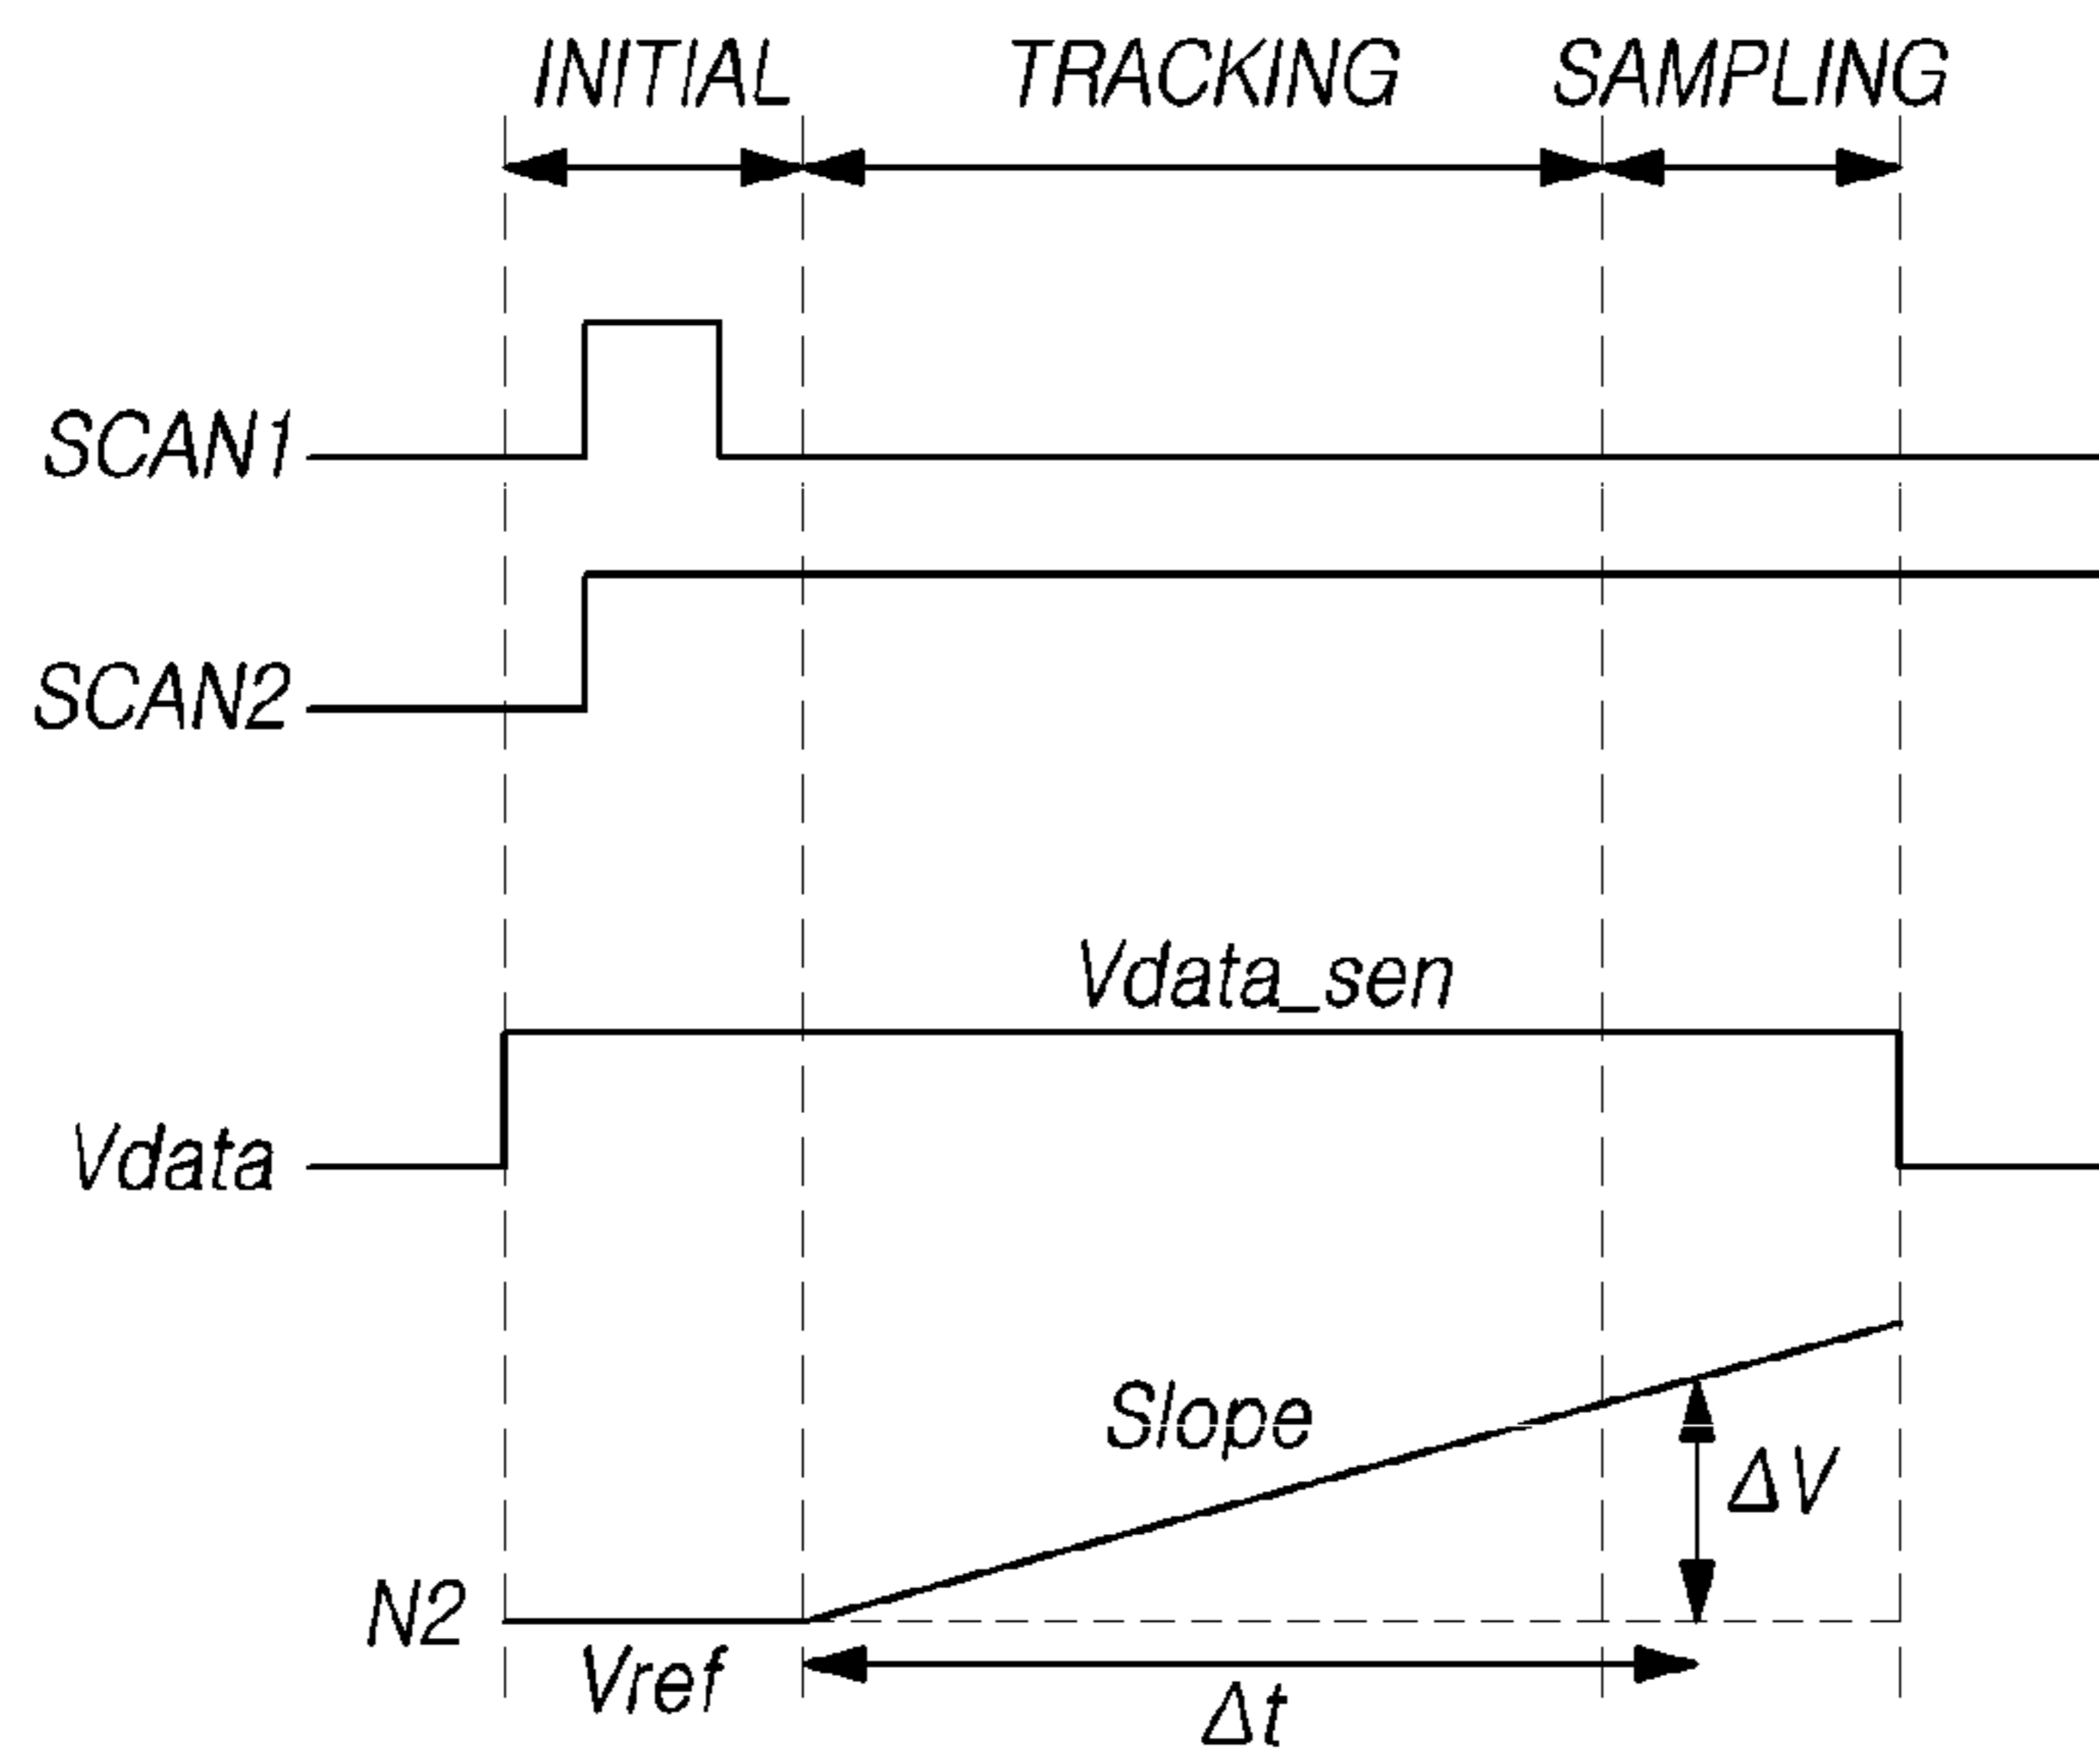 INITIAL TRACKING SAMPLING
SCAN1
SCAN2
Vdata_sen
Vdata
Slope
ΔV
N2
Vref
Δt